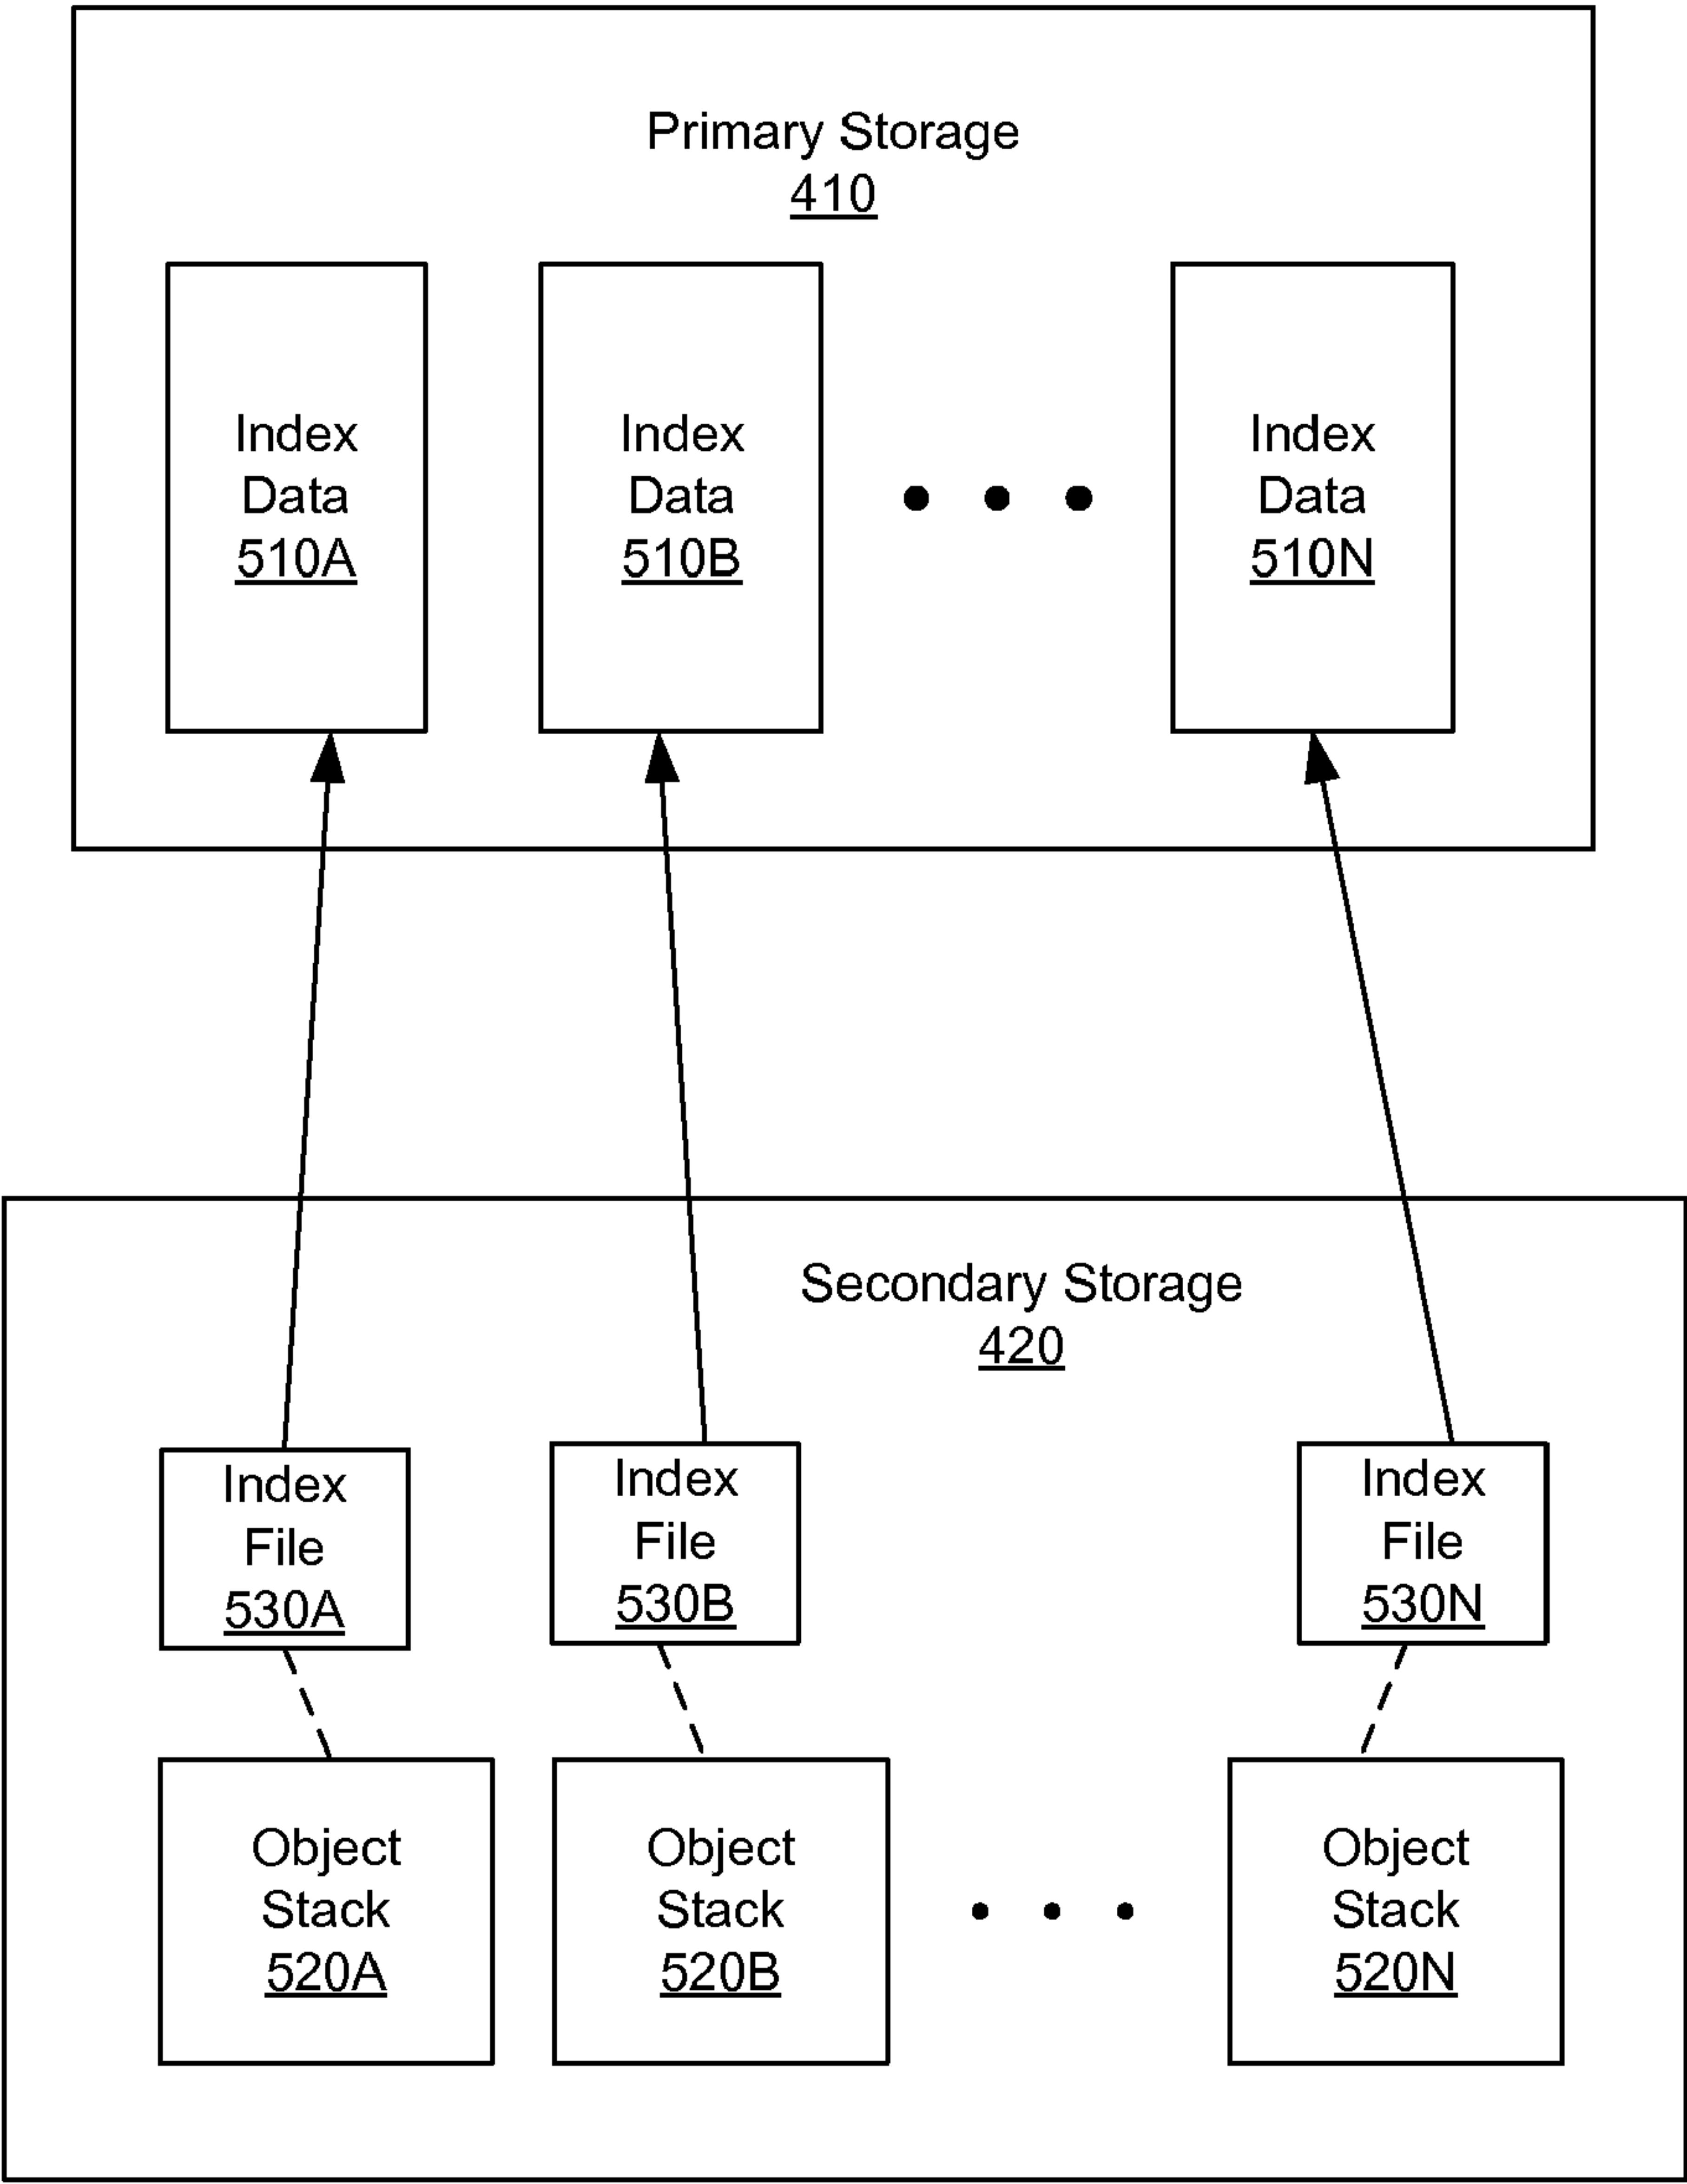 Primary Storage
410
Index
Data
510A
Index
Data
510B
Index
Data
510N
Secondary Storage
420
Index
File
530A
Index
File
530B
Index
File
530N
Object
Stack
520A
Object
Stack
520B
Object
Stack
520N